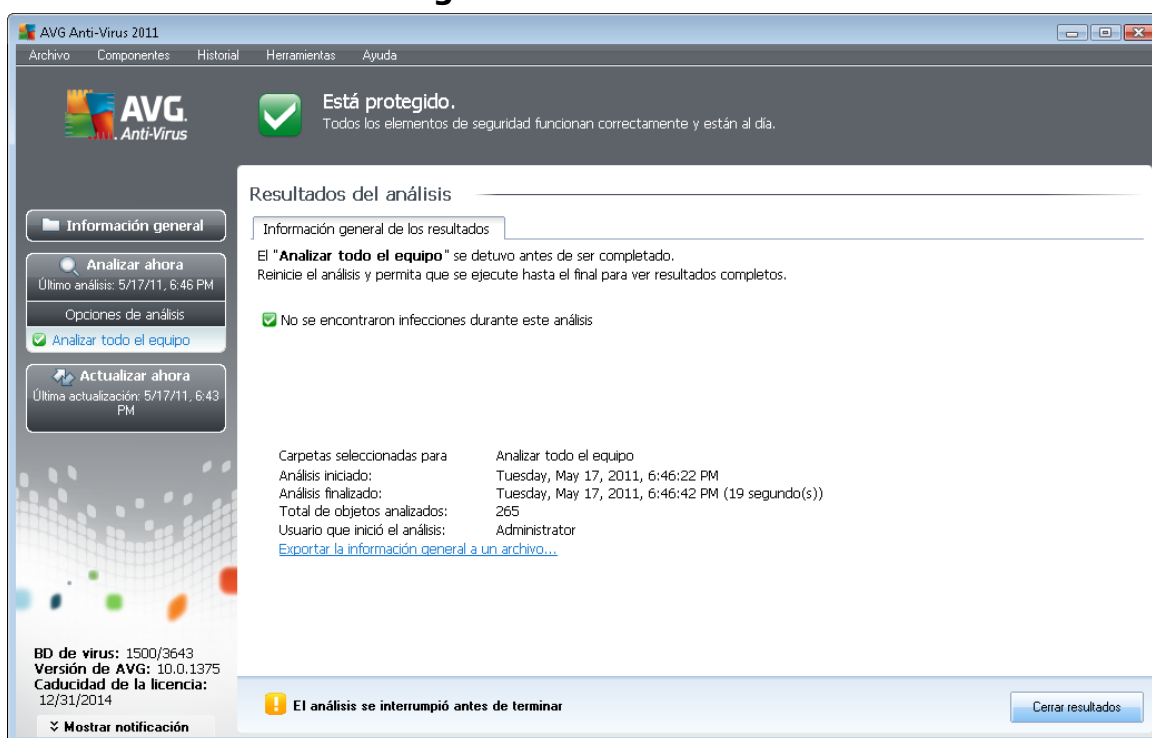 AVG Anti-Virus 2011
Archivo Componentes Historial Herramientas Ayuda
AVG.
Anti-Virus
Está protegido.
Todos los elementos de seguridad funcionan correctamente y están al día.
Información general
Analizar ahora
Último análisis: 5/17/11, 6:46 PM
Opciones de análisis
Analizar todo el equipo
Actualizar ahora
Última actualización: 5/17/11, 6:43
PM
BD de virus: 1500/3643
Versión de AVG: 10.0.1375
Caducidad de la licencia:
12/31/2014
Mostrar notificación
Resultados del análisis
Información general de los resultados
El "Analizar todo el equipo" se detuvo antes de ser completado.
Reinicie el análisis y permita que se ejecute hasta el final para ver resultados completos.
No se encontraron infecciones durante este análisis
Carpetas seleccionadas para Analizar todo el equipo
Análisis iniciado: Tuesday, May 17, 2011, 6:46:22 PM
Análisis finalizado: Tuesday, May 17, 2011, 6:46:42 PM (19 segundo(s))
Total de objetos analizados: 265
Usuario que inició el análisis: Administrator
Exportar la información general a un archivo...
El análisis se interrumpió antes de terminar
Cerrar resultados